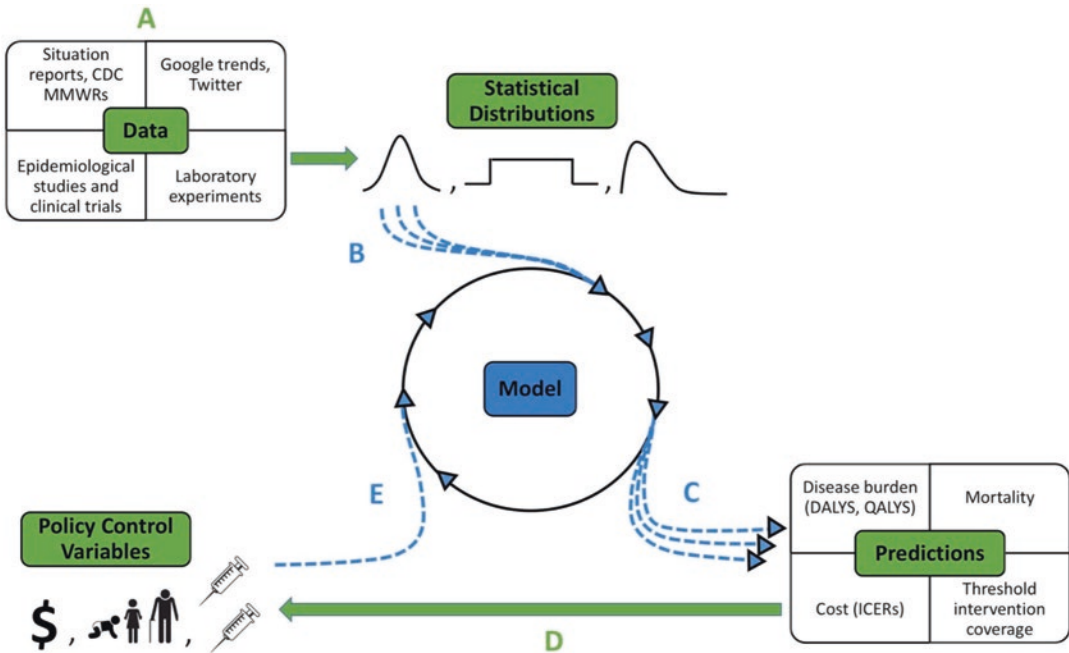 A
Situation
reports, CDC
MMWRs
Google trends,
Twitter
Data
Epidemiological
studies and
clinical trials
Laboratory
experiments
Statistical
Distributions
, ,
B
Model
E
C
Policy Control
Variables
$ , ,
Disease burden
(DALYS, QALYS)
Mortality
Predictions
Cost (ICERs)
Threshold
intervention
coverage
D